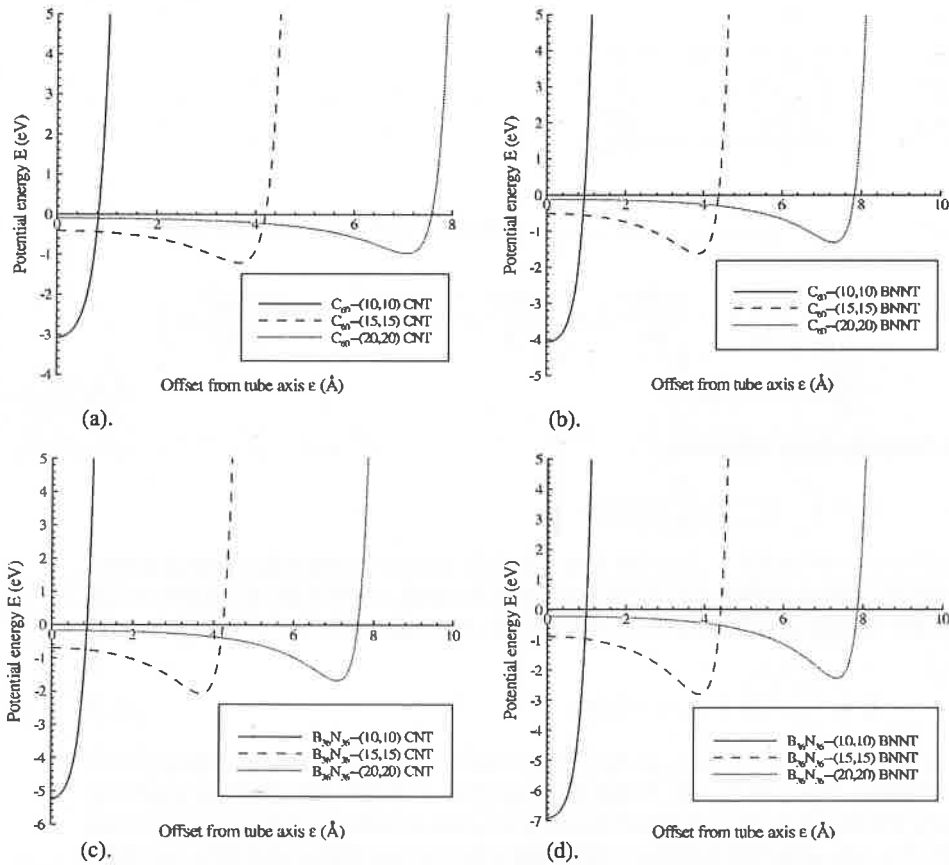 5
4
3
2
1
0
-1
-2
-3
-4
0 2 4 6 8
Potential energy E (eV)
C₆₀–(10,10) CNT
C₆₀–(15,15) CNT
C₆₀–(20,20) CNT
Offset from tube axis ε (Å)
(a).
5
4
3
2
1
0
-1
-2
-3
-4
-5
0 2 4 6 8 10
Potential energy E (eV)
C₆₀–(10,10) BNNT
C₆₀–(15,15) BNNT
C₆₀–(20,20) BNNT
Offset from tube axis ε (Å)
(b).
5
4
3
2
1
0
-1
-2
-3
-4
-5
-6
0 2 4 6 8 10
Potential energy E (eV)
B₃₆N₃₆–(10,10) CNT
B₃₆N₃₆–(15,15) CNT
B₃₆N₃₆–(20,20) CNT
Offset from tube axis ε (Å)
(c).
5
4
3
2
1
0
-1
-2
-3
-4
-5
-6
-7
0 2 4 6 8 10
Potential energy E (eV)
B₃₆N₃₆–(10,10) BNNT
B₃₆N₃₆–(15,15) BNNT
B₃₆N₃₆–(20,20) BNNT
Offset from tube axis ε (Å)
(d).